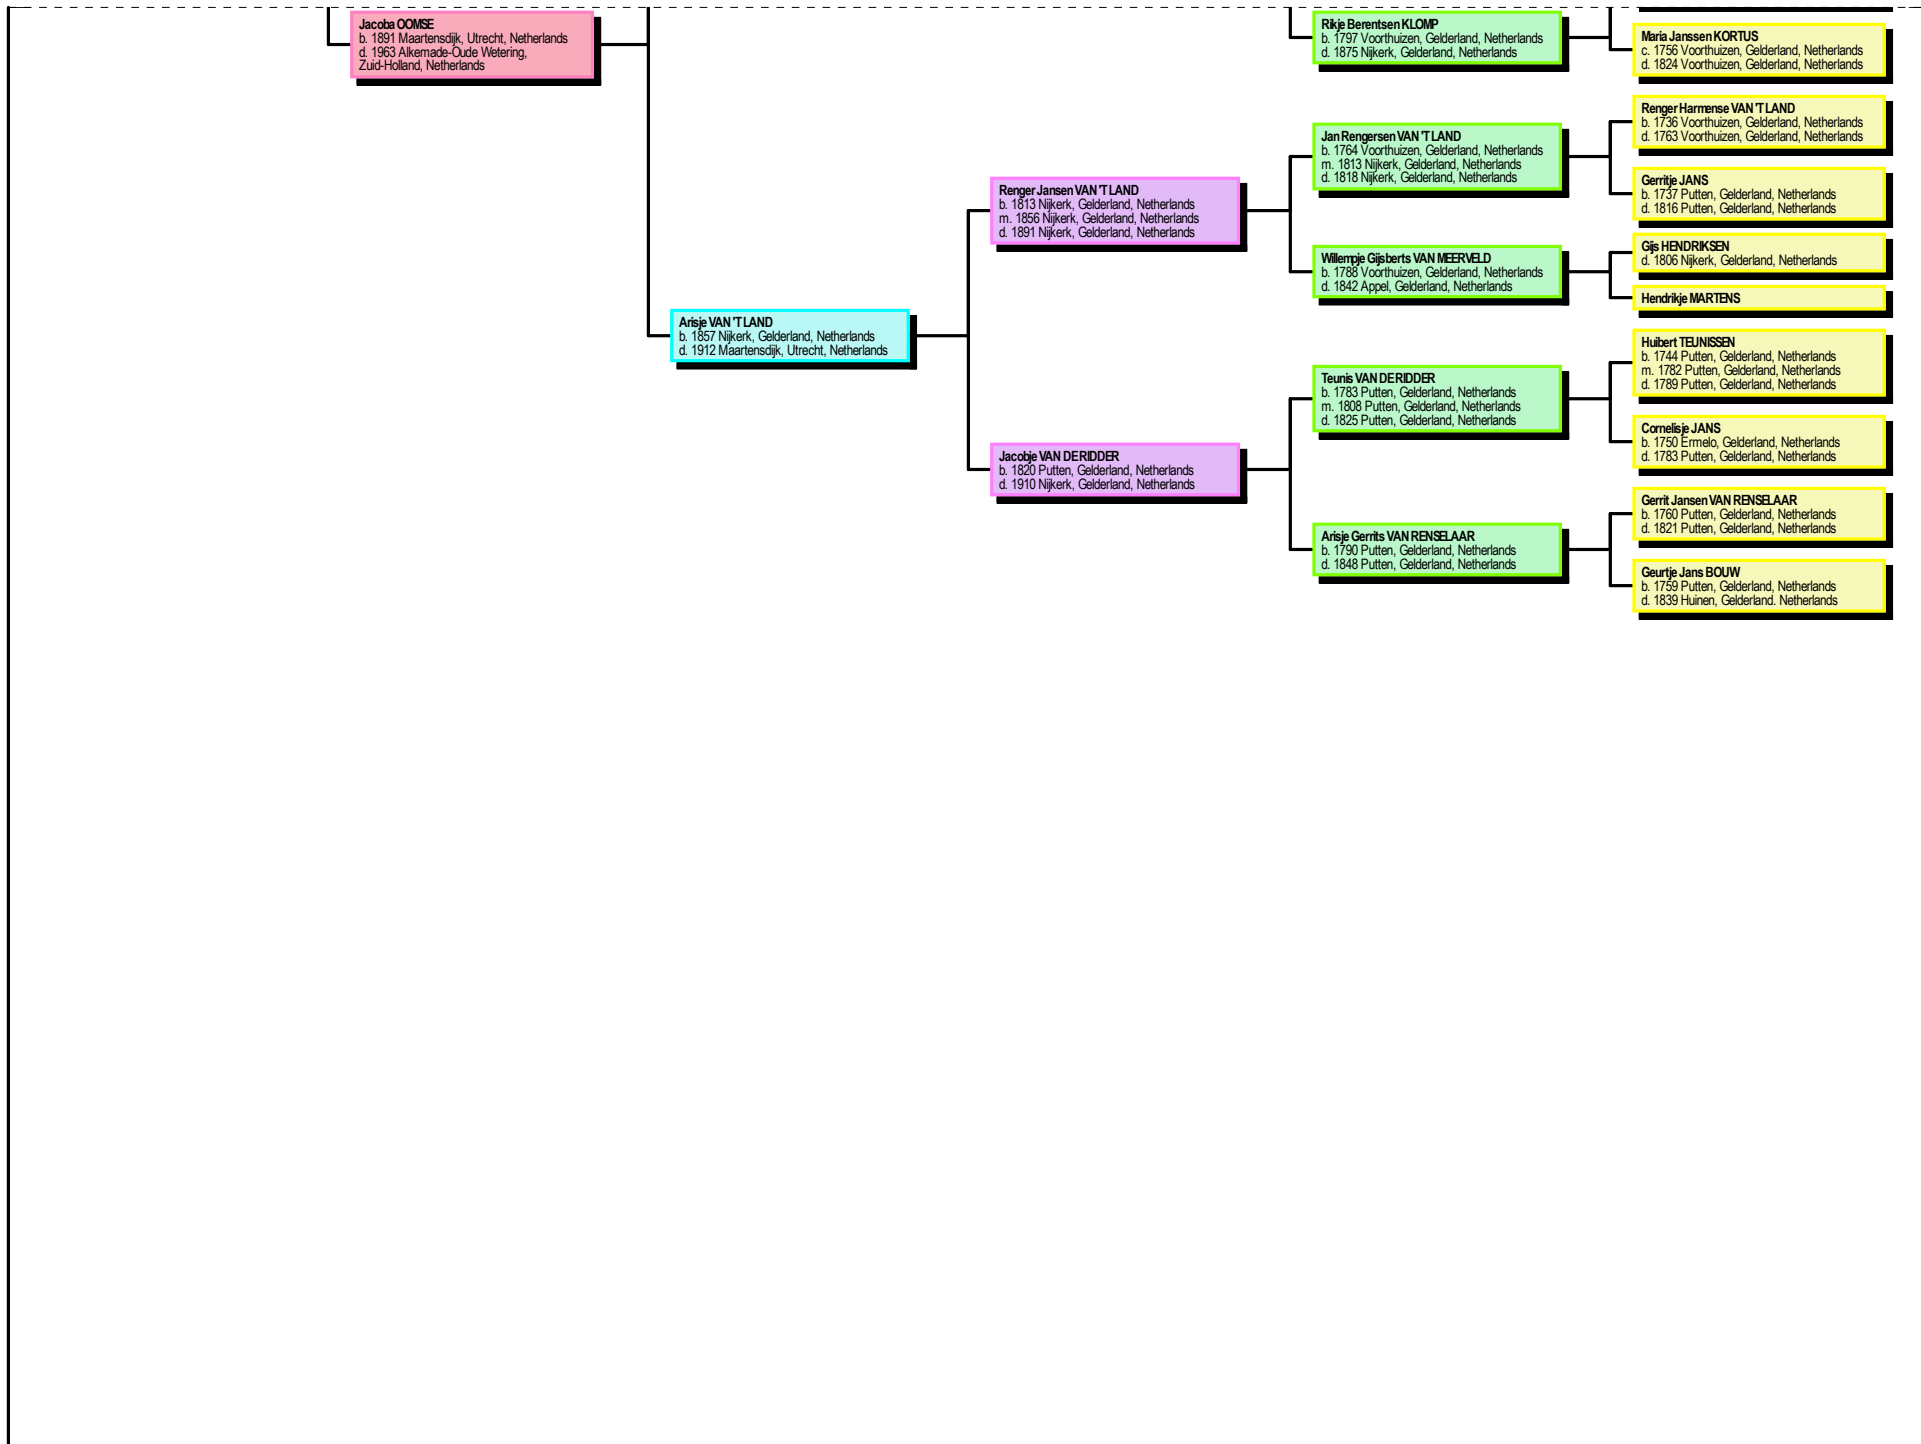 Jacoba OOMSE
b. 1891 Maartensdijk, Utrecht, Netherlands
d. 1963 Alkemade-Oude Wetering,
Zuid-Holland, Netherlands
Rikje Berentsen KLOMP
b. 1797 Voorthuizen, Gelderland, Netherlands
d. 1875 Nijkerk, Gelderland, Netherlands
Maria Janssen KORTUS
c. 1756 Voorthuizen, Gelderland, Netherlands
d. 1824 Voorthuizen, Gelderland, Netherlands
Renger Harmense VAN 'T LAND
b. 1736 Voorthuizen, Gelderland, Netherlands
d. 1763 Voorthuizen, Gelderland, Netherlands
Jan Rengersen VAN 'T LAND
b. 1764 Voorthuizen, Gelderland, Netherlands
m. 1813 Nijkerk, Gelderland, Netherlands
d. 1818 Nijkerk, Gelderland, Netherlands
Gerritje JANS
b. 1737 Putten, Gelderland, Netherlands
d. 1816 Putten, Gelderland, Netherlands
Renger Jansen VAN 'T LAND
b. 1813 Nijkerk, Gelderland, Netherlands
m. 1856 Nijkerk, Gelderland, Netherlands
d. 1891 Nijkerk, Gelderland, Netherlands
Gijs HENDRIKSEN
d. 1806 Nijkerk, Gelderland, Netherlands
Willempje Gijsberts VAN MEERVELD
b. 1788 Voorthuizen, Gelderland, Netherlands
d. 1842 Appel, Gelderland, Netherlands
Hendrikje MARTENS
Arisje VAN 'T LAND
b. 1857 Nijkerk, Gelderland, Netherlands
d. 1912 Maartensdijk, Utrecht, Netherlands
Huibert TEUNISSEN
b. 1744 Putten, Gelderland, Netherlands
m. 1782 Putten, Gelderland, Netherlands
d. 1789 Putten, Gelderland, Netherlands
Teunis VAN DE RIDDER
b. 1783 Putten, Gelderland, Netherlands
m. 1808 Putten, Gelderland, Netherlands
d. 1825 Putten, Gelderland, Netherlands
Cornelisje JANS
b. 1750 Ermelo, Gelderland, Netherlands
d. 1783 Putten, Gelderland, Netherlands
Jacobje VAN DE RIDDER
b. 1820 Putten, Gelderland, Netherlands
d. 1910 Nijkerk, Gelderland, Netherlands
Gerrit Jansen VAN RENSELAAR
b. 1760 Putten, Gelderland, Netherlands
d. 1821 Putten, Gelderland, Netherlands
Arisje Gerrits VAN RENSELAAR
b. 1790 Putten, Gelderland, Netherlands
d. 1848 Putten, Gelderland, Netherlands
Geurtje Jans BOUW
b. 1759 Putten, Gelderland, Netherlands
d. 1839 Huinen, Gelderland. Netherlands